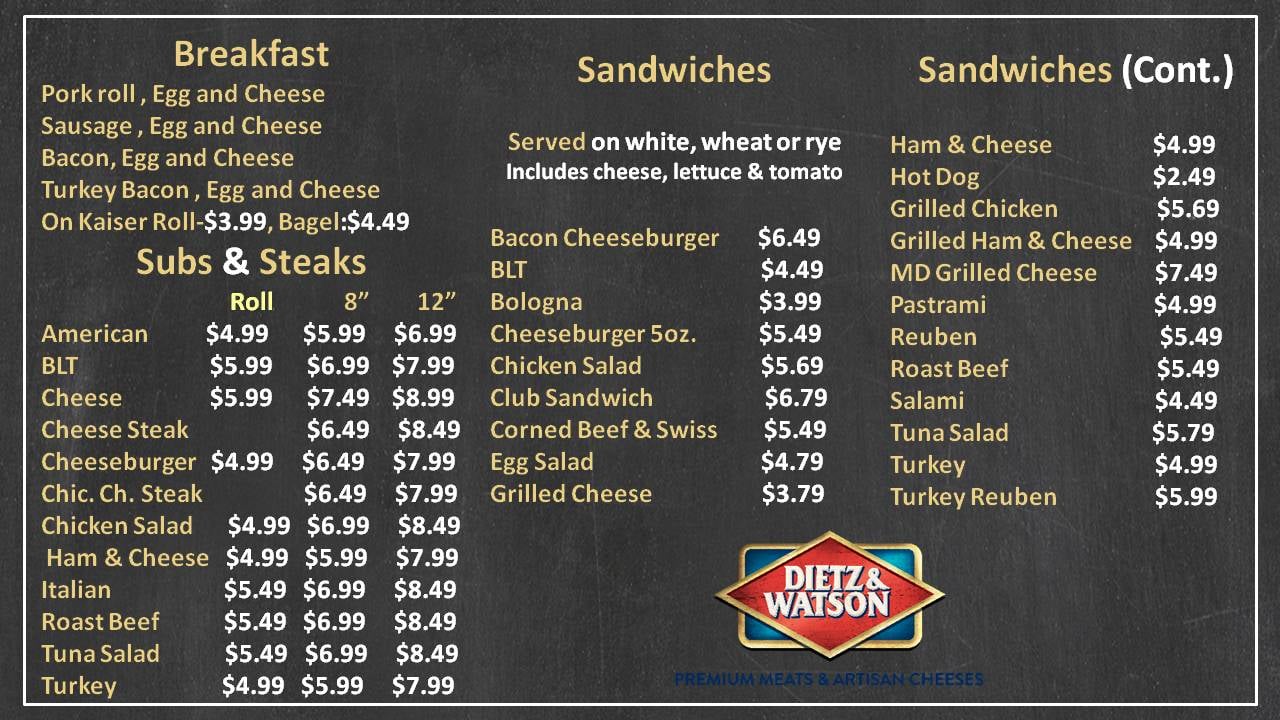 Breakfast
Pork roll , Egg and Cheese
Sausage , Egg and Cheese
Bacon, Egg and Cheese
Turkey Bacon , Egg and Cheese
On Kaiser Roll-$3.99, Bagel:$4.49
Subs & Steaks
Roll 8” 12”
American $4.99 $5.99 $6.99
BLT $5.99 $6.99 $7.99
Cheese $5.99 $7.49 $8.99
Cheese Steak $6.49 $8.49
Cheeseburger $4.99 $6.49 $7.99
Chic. Ch. Steak $6.49 $7.99
Chicken Salad $4.99 $6.99 $8.49
Ham & Cheese $4.99 $5.99 $7.99
Italian $5.49 $6.99 $8.49
Roast Beef $5.49 $6.99 $8.49
Tuna Salad $5.49 $6.99 $8.49
Turkey $4.99 $5.99 $7.99
Sandwiches
Served on white, wheat or rye
Includes cheese, lettuce & tomato
Bacon Cheeseburger $6.49
BLT $4.49
Bologna $3.99
Cheeseburger 5oz. $5.49
Chicken Salad $5.69
Club Sandwich $6.79
Corned Beef & Swiss $5.49
Egg Salad $4.79
Grilled Cheese $3.79
Sandwiches (Cont.)
Ham & Cheese $4.99
Hot Dog $2.49
Grilled Chicken $5.69
Grilled Ham & Cheese $4.99
MD Grilled Cheese $7.49
Pastrami $4.99
Reuben $5.49
Roast Beef $5.49
Salami $4.49
Tuna Salad $5.79
Turkey $4.99
Turkey Reuben $5.99
DIETZ &
WATSON
PREMIUM MEATS & ARTISAN CHEESES